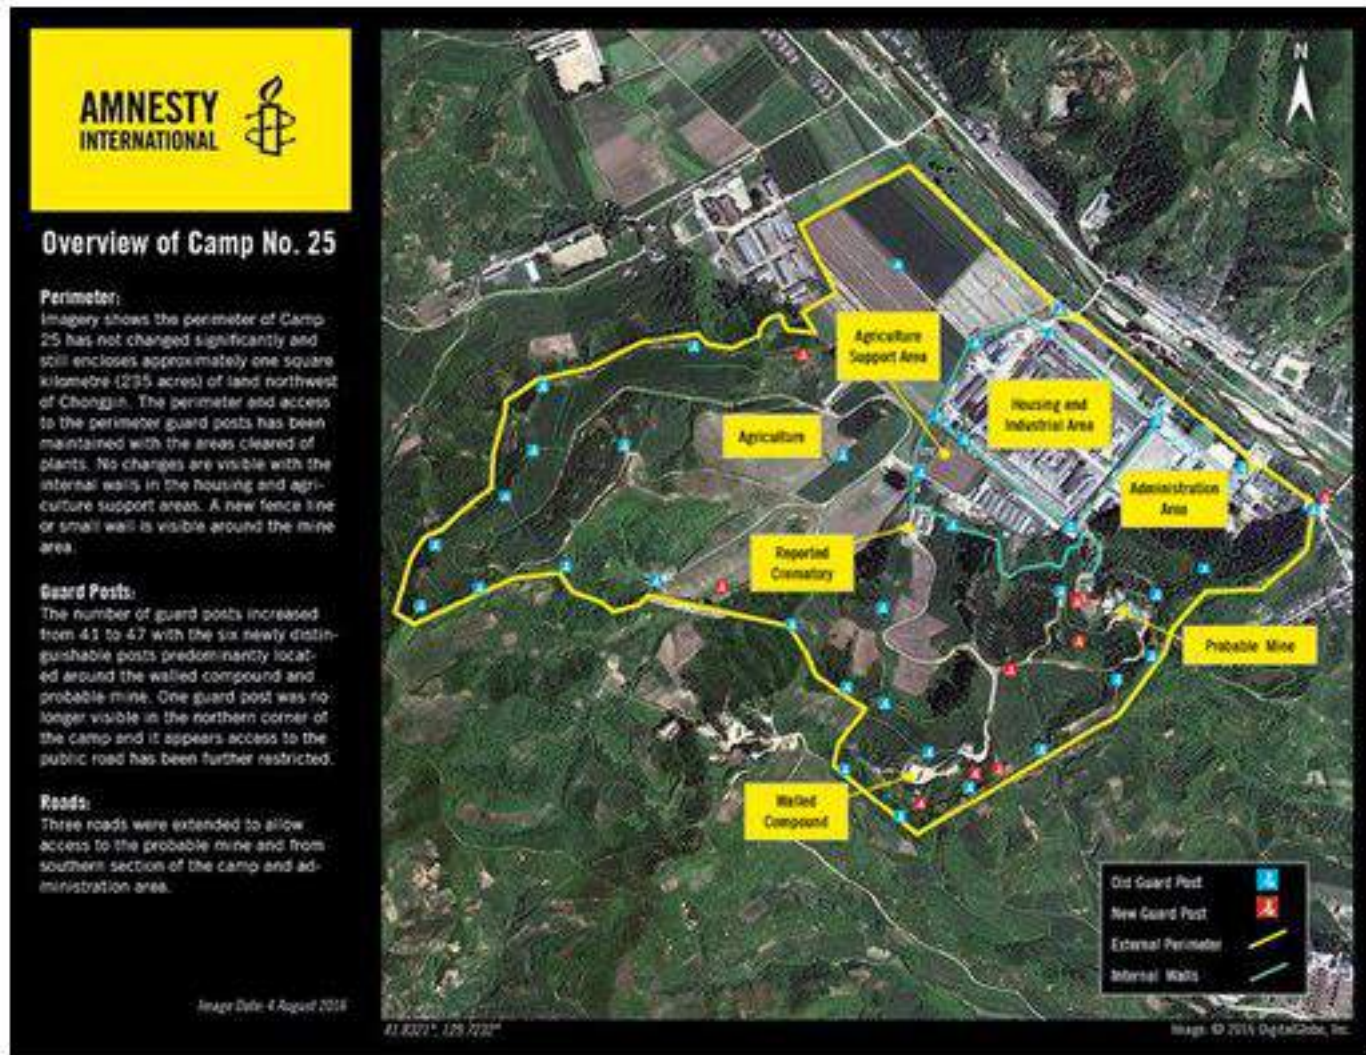 AMNESTY
INTERNATIONAL
Overview of Camp No. 25
Perimeter:
Imagery shows the perimeter of Camp
25 has not changed significantly and
still encloses approximately one square
kilometre (235 acres) of land northwest
of Chongjin. The perimeter and access
to the perimeter guard posts has been
maintained with the areas cleared of
plants. No changes are visible with the
internal walls in the housing and agri-
culture support areas. A new fence line
or small wall is visible around the mine
area.
Guard Posts:
The number of guard posts increased
from 41 to 47 with the six newly distin-
guishable posts predominantly locat-
ed around the walled compound and
probable mine. One guard post was no
longer visible in the northern corner of
the camp and it appears access to the
public road has been further restricted.
Roads:
Three roads were extended to allow
access to the probable mine and from
southern section of the camp and ad-
ministration area.
Image Date: 4 August 2016
N
Agriculture
Support Area
Housing and
Industrial Area
Agriculture
Administration
Area
Reported
Crematory
Probable Mine
Walled
Compound
Old Guard Post
New Guard Post
External Perimeter
Internal Walls
Image: © 2016 DigitalGlobe, Inc.